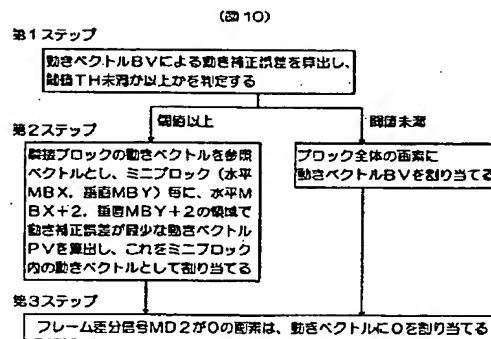 (図10)
第1ステップ
動きベクトルBVによる動き補正誤差を算出し、
閾値TH未満か以上かを判定する
閾値以上
閾値未満
第2ステップ
隣接ブロックの動きベクトルを参照
ベクトルとし、ミニブロック(水平
MBX, 垂直MBY)毎に、水平M
BX+2, 垂直MBY+2の領域で
動き補正誤差が最少な動きベクトル
PVを算出し、これをミニブロック
内の動きベクトルとして割り当てる
ブロック全体の画素に
動きベクトルBVを割り当てる
第3ステップ
フレーム差分信号MD2が0の画素は、動きベクトルに0を割り当てる